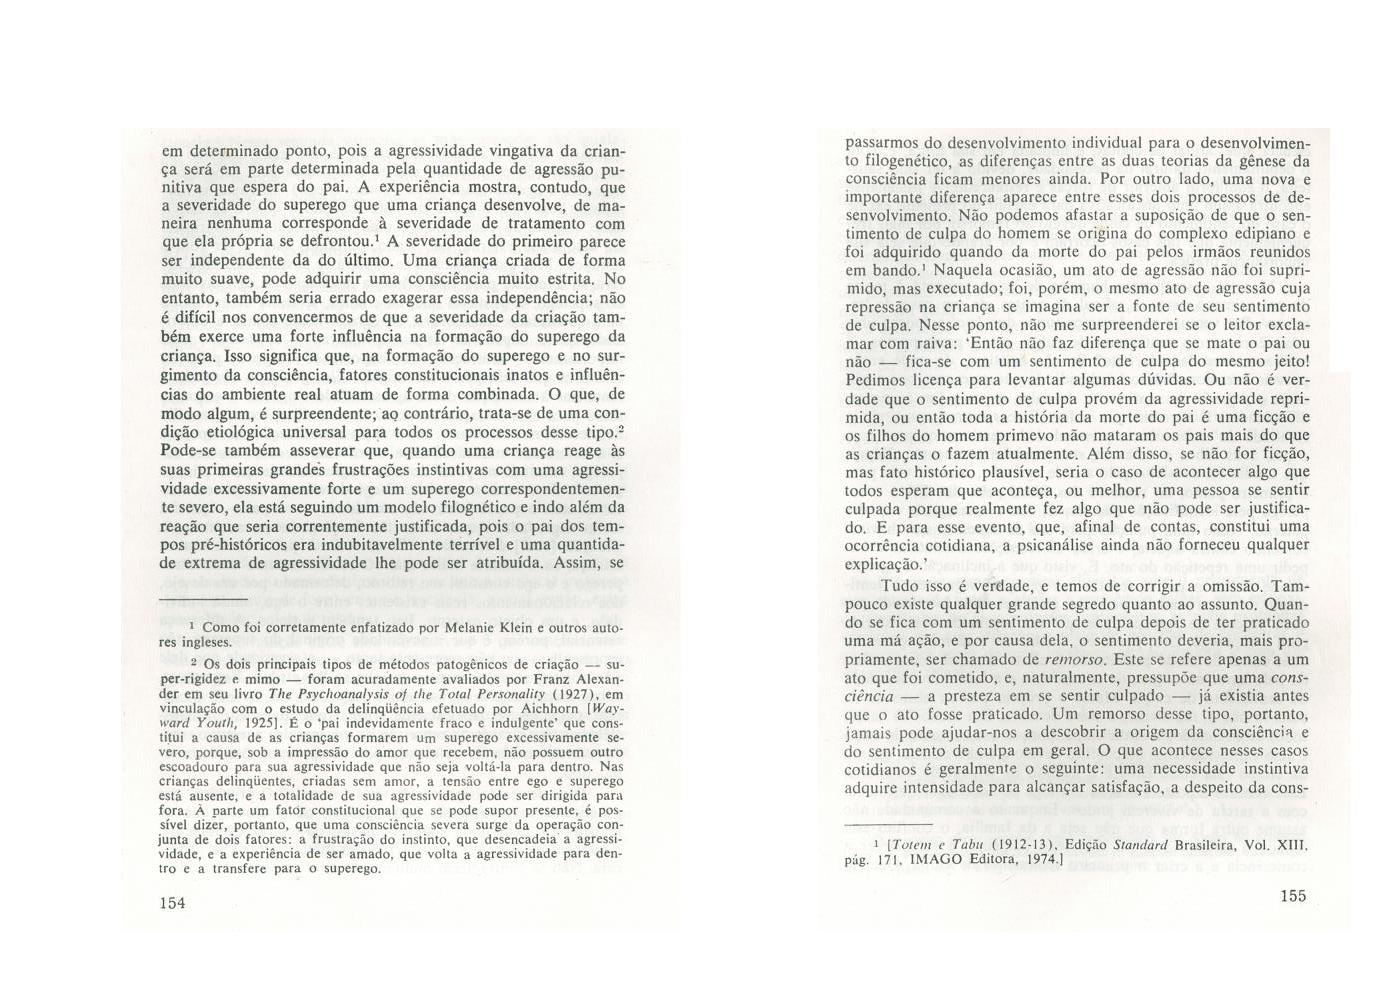 em determinado ponto, pois a agressividade vingativa da crian-
ça será em parte determinada pela quantidade de agressão pu-
nitiva que espera do pai. A experiência mostra, contudo, que
a severidade do superego que uma criança desenvolve, de ma-
neira nenhuma corresponde à severidade de tratamento com
que ela própria se defrontou.¹ A severidade do primeiro parece
ser independente da do último. Uma criança criada de forma
muito suave, pode adquirir uma consciência muito estrita. No
entanto, também seria errado exagerar essa independência; não
é difícil nos convencermos de que a severidade da criação tam-
bém exerce uma forte influência na formação do superego da
criança. Isso significa que, na formação do superego e no sur-
gimento da consciência, fatores constitucionais inatos e influên-
cias do ambiente real atuam de forma combinada. O que, de
modo algum, é surpreendente; ao contrário, trata-se de uma con-
dição etiológica universal para todos os processos desse tipo.²
Pode-se também asseverar que, quando uma criança reage às
suas primeiras grandes frustrações instintivas com uma agressi-
vidade excessivamente forte e um superego correspondentemen-
te severo, ela está seguindo um modelo filognético e indo além da
reação que seria correntemente justificada, pois o pai dos tem-
pos pré-históricos era indubitavelmente terrível e uma quantida-
de extrema de agressividade lhe pode ser atribuída. Assim, se
¹ Como foi corretamente enfatizado por Melanie Klein e outros auto-
res ingleses.
² Os dois principais tipos de métodos patogênicos de criação — su-
per-rigidez e mimo — foram acuradamente avaliados por Franz Alexan-
der em seu livro The Psychoanalysis of the Total Personality (1927), em
vinculação com o estudo da delinqüência efetuado por Aichhorn [Way-
ward Youth, 1925]. É o 'pai indevidamente fraco e indulgente' que cons-
titui a causa de as crianças formarem um superego excessivamente se-
vero, porque, sob a impressão do amor que recebem, não possuem outro
escoadouro para sua agressividade que não seja voltá-la para dentro. Nas
crianças delinqüentes, criadas sem amor, a tensão entre ego e superego
está ausente, e a totalidade de sua agressividade pode ser dirigida para
fora. À parte um fator constitucional que se pode supor presente, é pos-
sível dizer, portanto, que uma consciência severa surge da operação con-
junta de dois fatores: a frustração do instinto, que desencadeia a agressi-
vidade, e a experiência de ser amado, que volta a agressividade para den-
tro e a transfere para o superego.
154
passarmos do desenvolvimento individual para o desenvolvimen-
to filogenético, as diferenças entre as duas teorias da gênese da
consciência ficam menores ainda. Por outro lado, uma nova e
importante diferença aparece entre esses dois processos de de-
senvolvimento. Não podemos afastar a suposição de que o sen-
timento de culpa do homem se origina do complexo edipiano e
foi adquirido quando da morte do pai pelos irmãos reunidos
em bando.¹ Naquela ocasião, um ato de agressão não foi supri-
mido, mas executado; foi, porém, o mesmo ato de agressão cuja
repressão na criança se imagina ser a fonte de seu sentimento
de culpa. Nesse ponto, não me surpreenderei se o leitor excla-
mar com raiva: 'Então não faz diferença que se mate o pai ou
não — fica-se com um sentimento de culpa do mesmo jeito!
Pedimos licença para levantar algumas dúvidas. Ou não é ver-
dade que o sentimento de culpa provém da agressividade repri-
mida, ou então toda a história da morte do pai é uma ficção e
os filhos do homem primevo não mataram os pais mais do que
as crianças o fazem atualmente. Além disso, se não for ficção,
mas fato histórico plausível, seria o caso de acontecer algo que
todos esperam que aconteça, ou melhor, uma pessoa se sentir
culpada porque realmente fez algo que não pode ser justifica-
do. E para esse evento, que, afinal de contas, constitui uma
ocorrência cotidiana, a psicanálise ainda não forneceu qualquer
explicação.'
Tudo isso é verdade, e temos de corrigir a omissão. Tam-
pouco existe qualquer grande segredo quanto ao assunto. Quan-
do se fica com um sentimento de culpa depois de ter praticado
uma má ação, e por causa dela, o sentimento deveria, mais pro-
priamente, ser chamado de remorso. Este se refere apenas a um
ato que foi cometido, e, naturalmente, pressupõe que uma cons-
ciência — a presteza em se sentir culpado — já existia antes
que o ato fosse praticado. Um remorso desse tipo, portanto,
jamais pode ajudar-nos a descobrir a origem da consciência e
do sentimento de culpa em geral. O que acontece nesses casos
cotidianos é geralmente o seguinte: uma necessidade instintiva
adquire intensidade para alcançar satisfação, a despeito da cons-
¹ [Totem e Tabu (1912-13), Edição Standard Brasileira, Vol. XIII,
pág. 171, IMAGO Editora, 1974.]
155